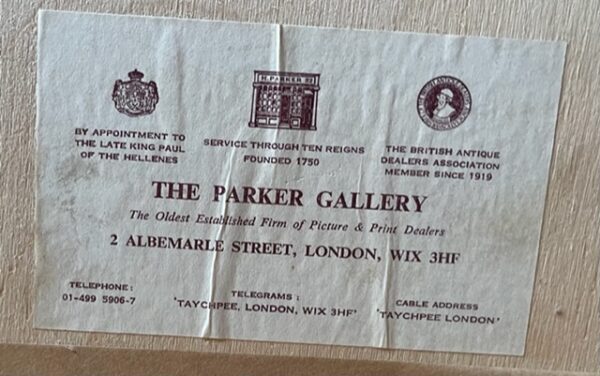 H. PARKER
BY APPOINTMENT TO
THE LATE KING PAUL
OF THE HELLENES
SERVICE THROUGH TEN REIGNS
FOUNDED 1750
THE BRITISH ANTIQUE
DEALERS ASSOCIATION
MEMBER SINCE 1919
THE PARKER GALLERY
The Oldest Established Firm of Picture & Print Dealers
2 ALBEMARLE STREET, LONDON, WIX 3HF
TELEPHONE:
01-499 5906-7
TELEGRAMS :
'TAYCHPEE, LONDON, WIX 3HF'
CABLE ADDRESS
'TAYCHPEE LONDON'